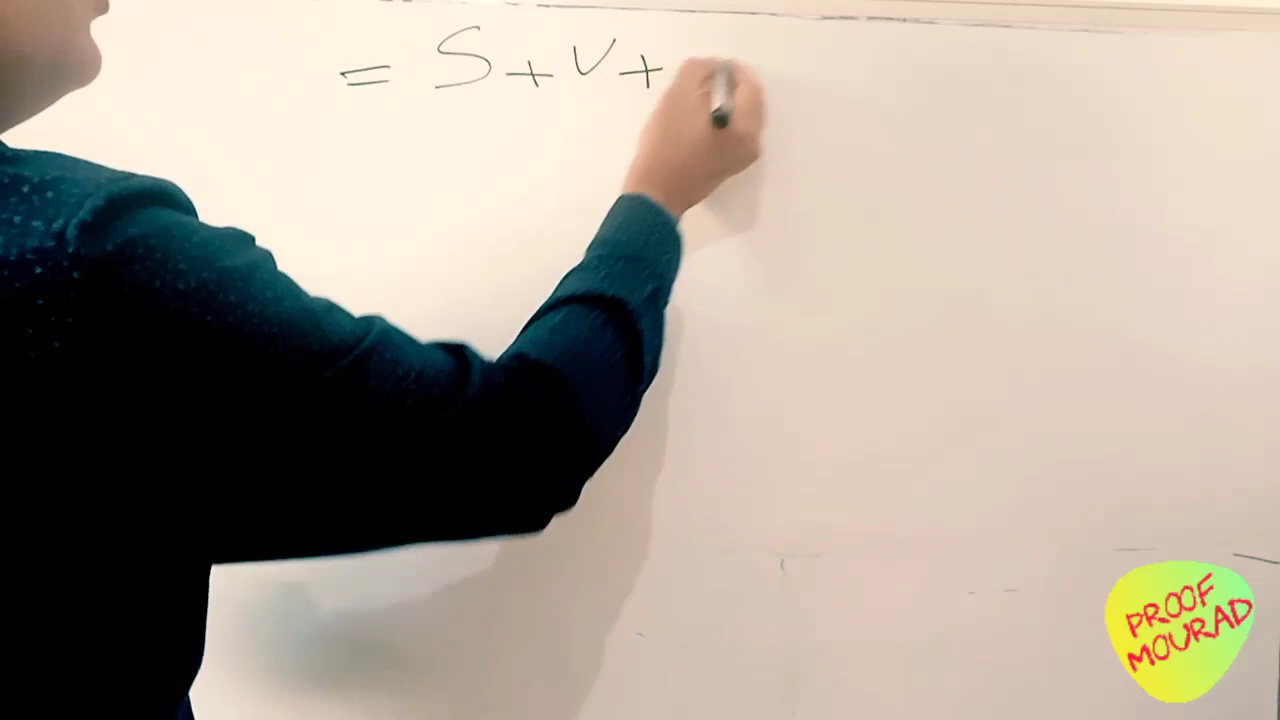 = S + V +
PROOF
MOURAD